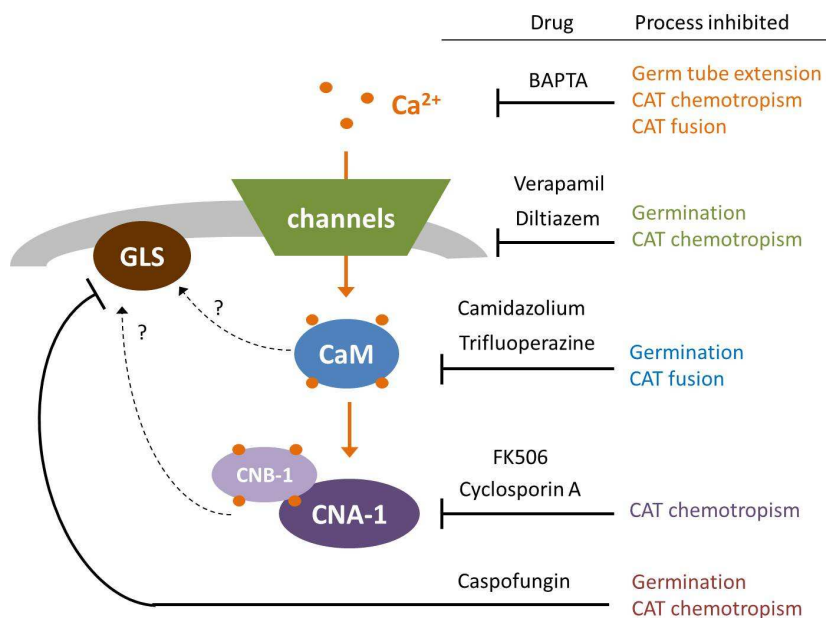 Drug Process inhibited
BAPTA
Germ tube extension
CAT chemotropism
CAT fusion
Ca²⁺
channels
Verapamil
Diltiazem
Germination
CAT chemotropism
GLS
?
?
CaM
Camidazolium
Trifluoperazine
Germination
CAT fusion
CNB-1
CNA-1
FK506
Cyclosporin A
CAT chemotropism
Caspofungin
Germination
CAT chemotropism